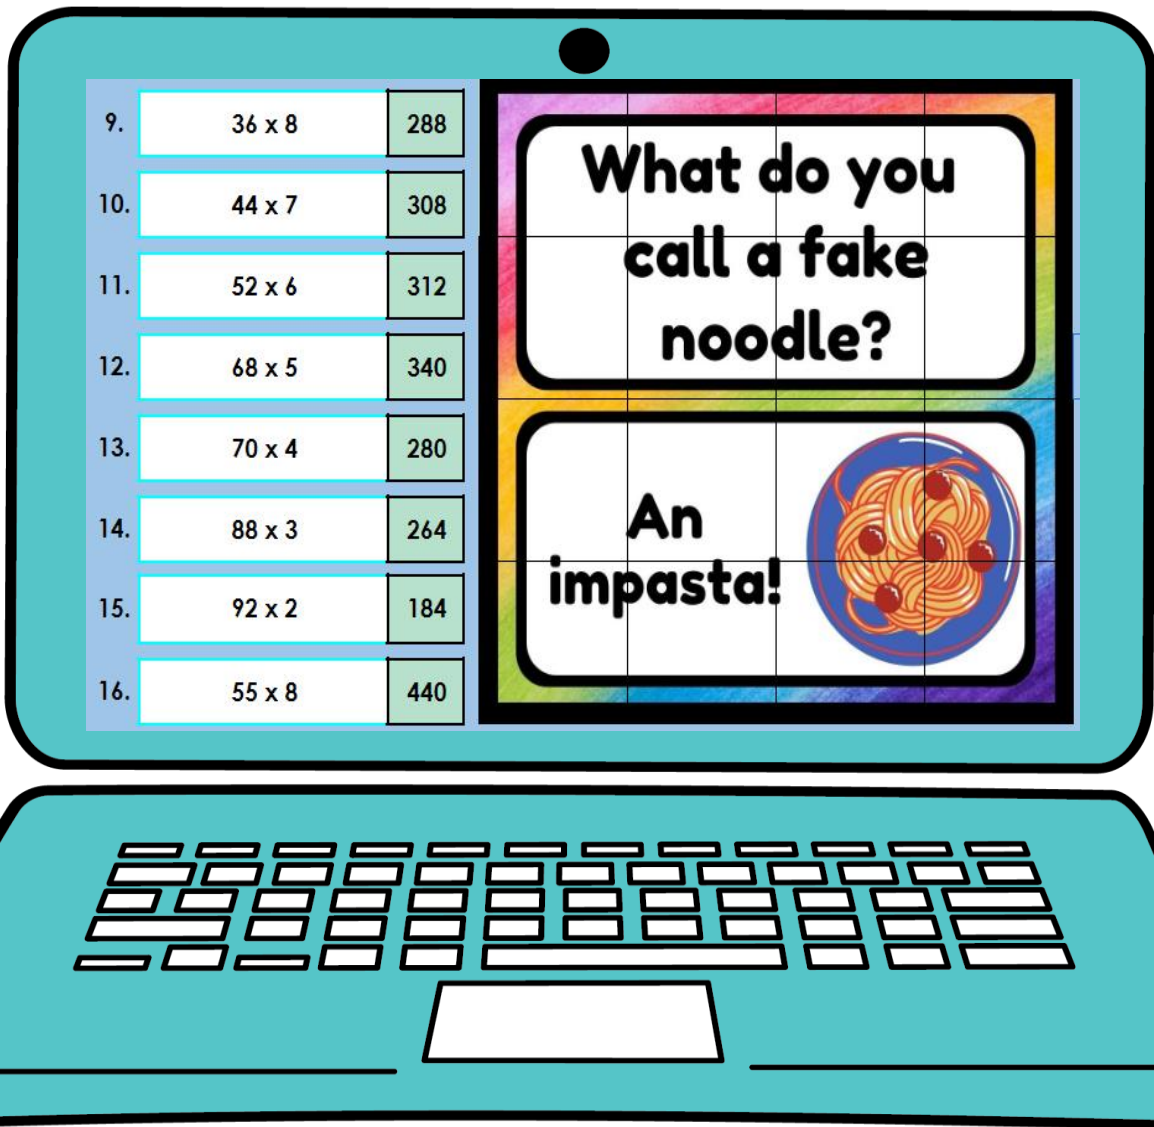 9. 36 x 8 288
10. 44 x 7 308
11. 52 x 6 312
12. 68 x 5 340
13. 70 x 4 280
14. 88 x 3 264
15. 92 x 2 184
16. 55 x 8 440
What do you
call a fake
noodle?
An
impasta!